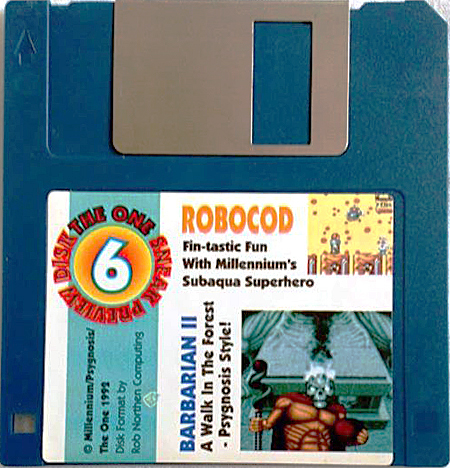 THE ONE SNEAK PREVIEW DISK
6
ROBOCOD
Fin-tastic Fun
With Millennium's
Subaqua Superhero
BARBARIAN II
A Walk In The Forest
- Psygnosis Style!
© Millennium/Psygnosis/
The One 1992
Disk Format by
Rob Northen Computing